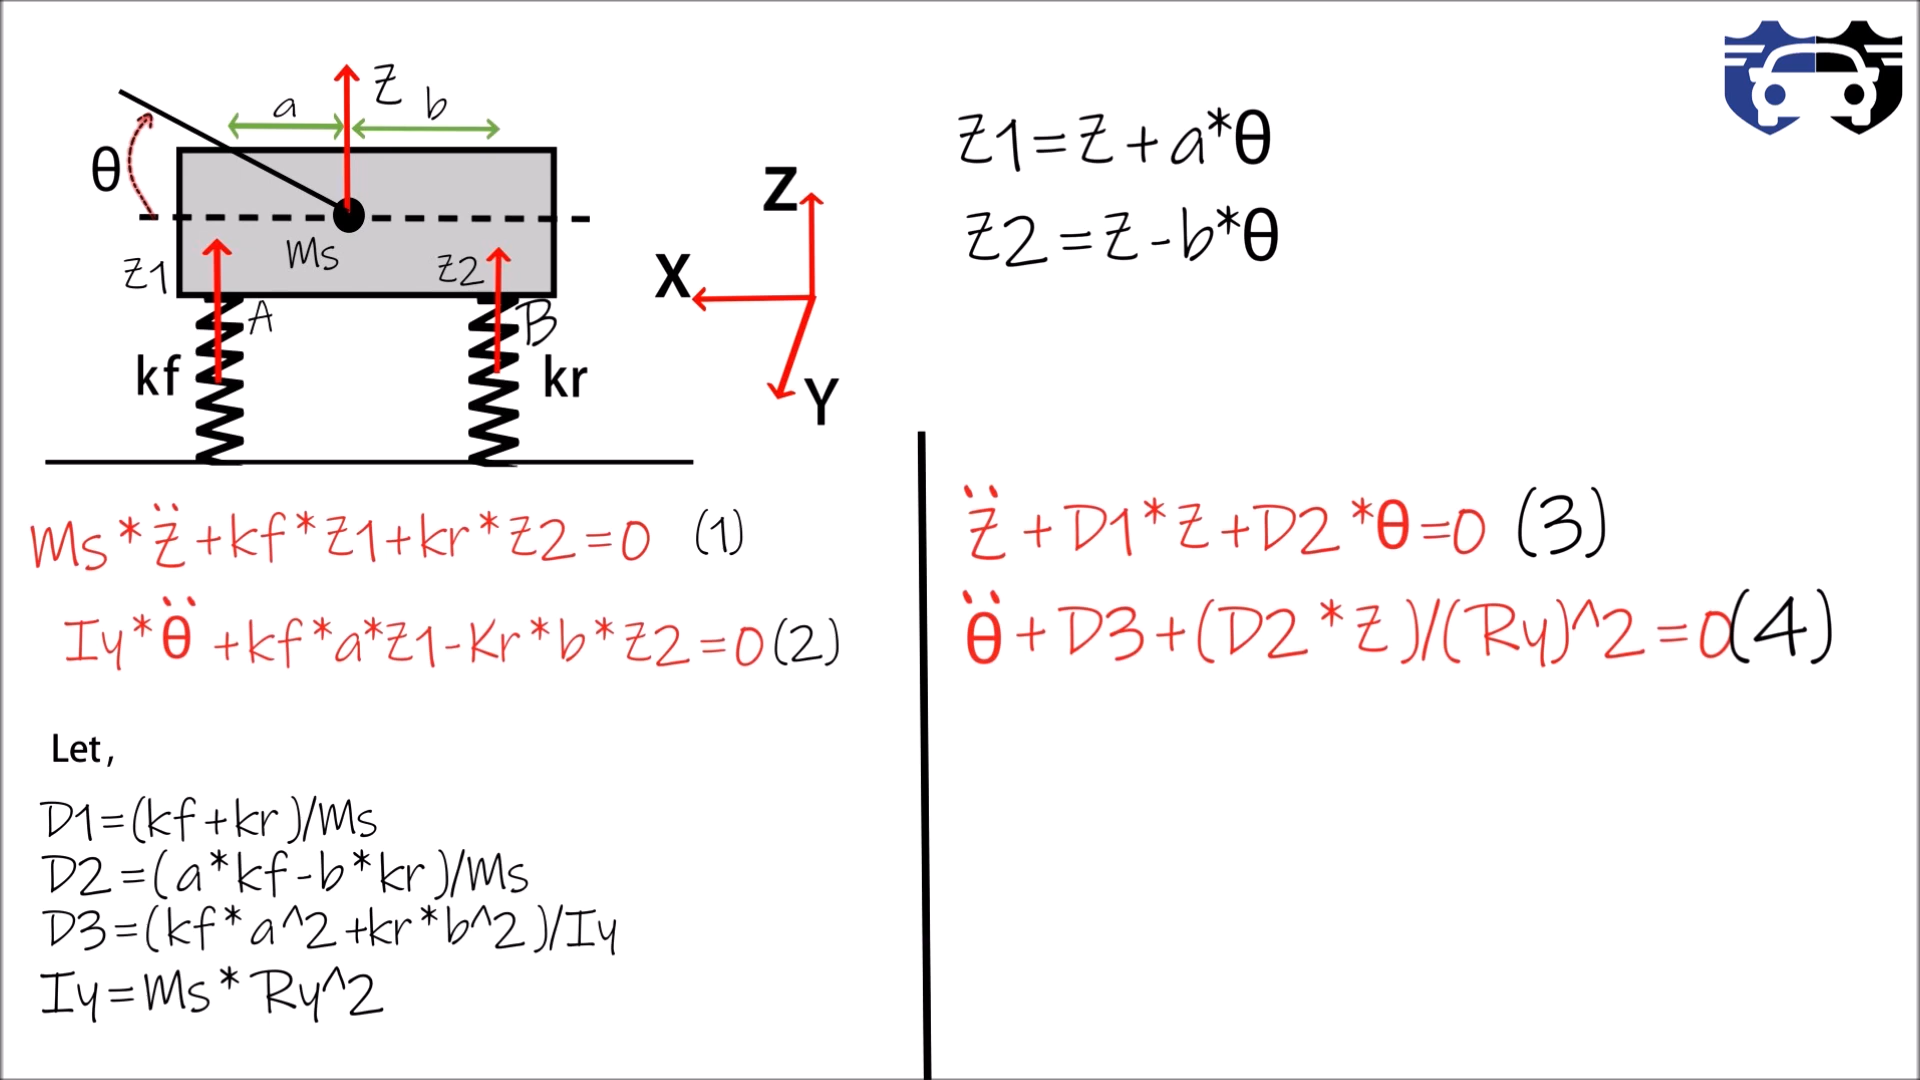 Z
a
b
θ
Ms
Z1
Z2
A
B
kf
kr
Z
X
Y
Z1=Z+a*θ
Z2=Z-b*θ
Ms*Z̈+kf*Z1+kr*Z2=0 (1)
Iy*θ̈+kf*a*Z1-Kr*b*Z2=0(2)
Let,
D1=(kf+kr)/Ms
D2=(a*kf-b*kr)/Ms
D3=(kf*a^2+kr*b^2)/Iy
Iy=Ms*Ry^2
Z̈+D1*Z+D2*θ=0 (3)
θ̈+D3+(D2*Z)/(Ry)^2=0(4)